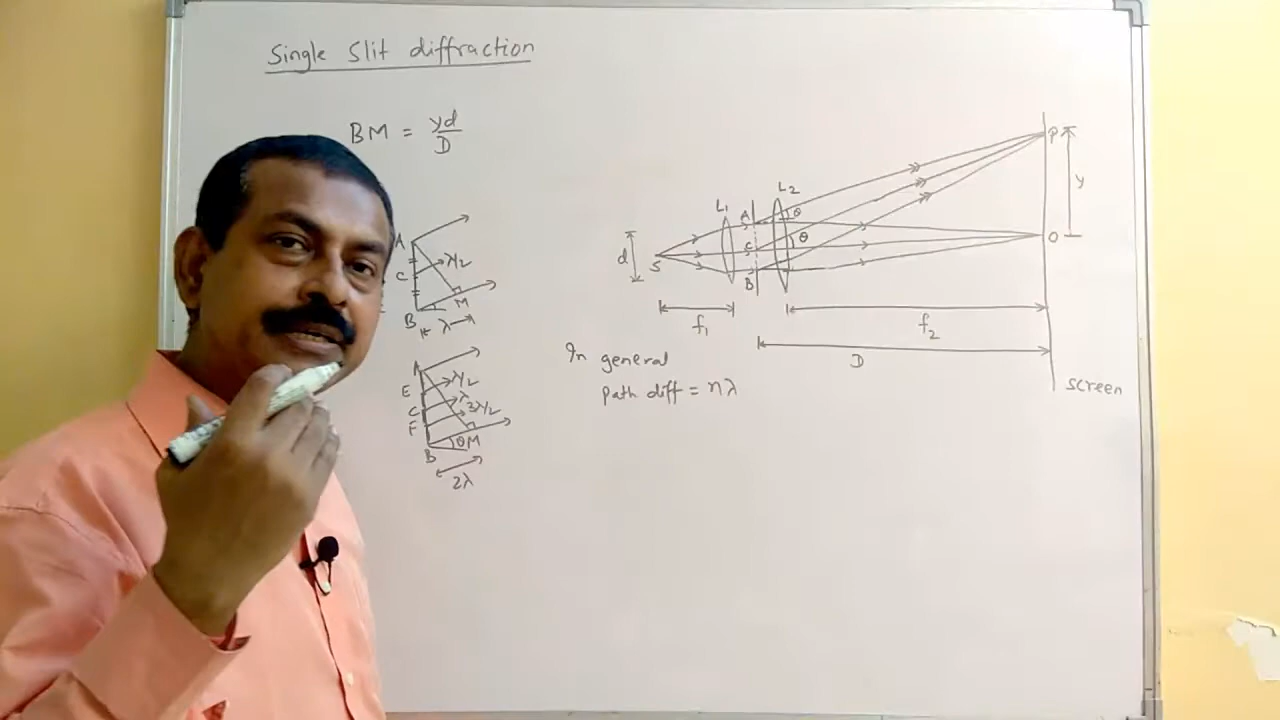 Single Slit diffraction
BM = yd/D
A
C
B
M
λ/2
λ
A
E
C
F
B
λ/2
λ
3λ/2
θ
M
2λ
S
d
L1
L2
A
C
B
θ
θ
P
y
O
f1
f2
D
Screen
In general
Path diff = nλ